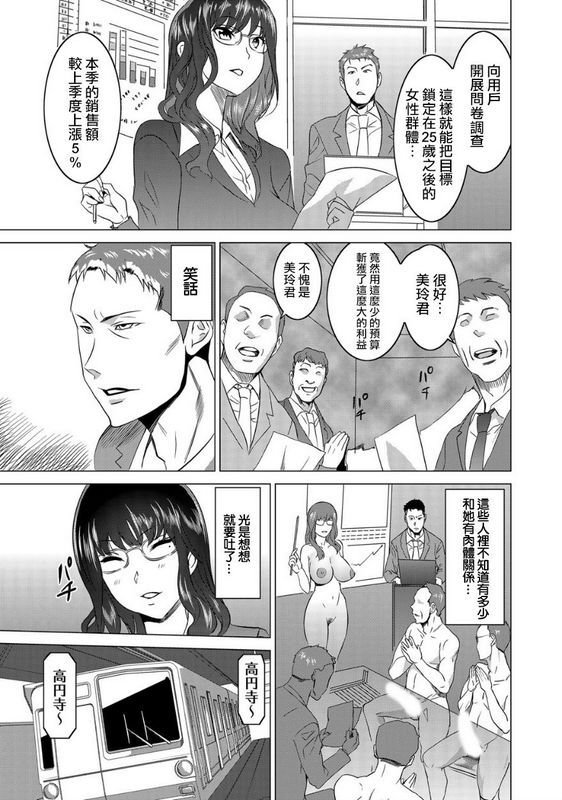 向用戶
開展問卷調查
這樣就能把目標
鎖定在25歲之後的
女性群體…
本季的銷售額
較上季度上漲5%
很好…
美玲君
竟然用這麼少的預算
斬獲了這麼大的利益
不愧是
美玲君
パチ
パチ
笑話
這些人裡不知道有多少
和她有肉體關係…
光是想想
就要吐了…
パチ
高円寺～
高円寺～